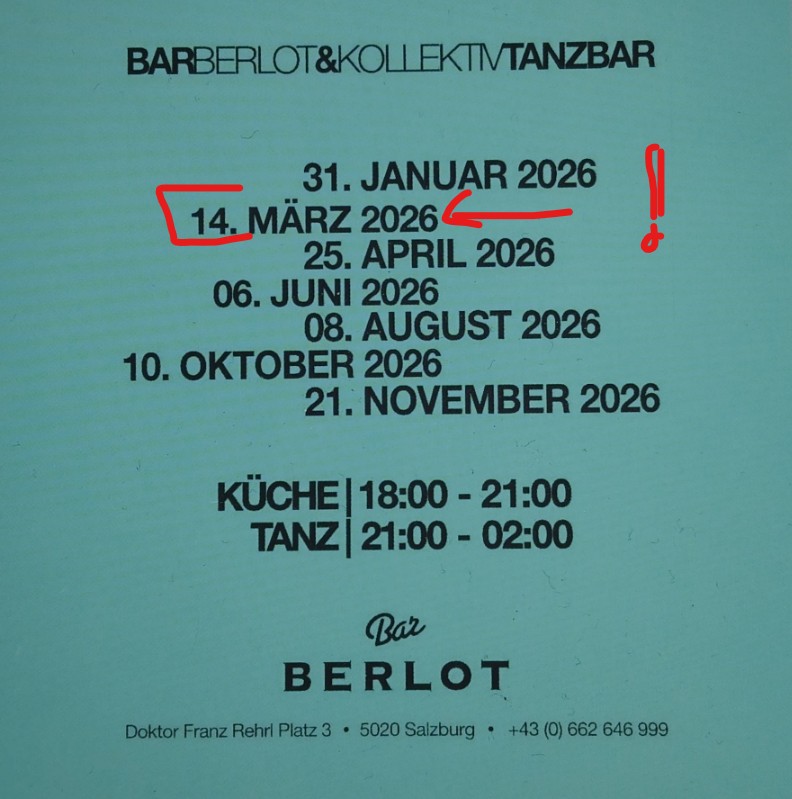 BARBERLOT&KOLLEKTIVTANZBAR
31. JANUAR 2026
!
14. MÄRZ 2026
25. APRIL 2026
06. JUNI 2026
08. AUGUST 2026
10. OKTOBER 2026
21. NOVEMBER 2026
KÜCHE|18:00 - 21:00
TANZ|21:00 - 02:00
Bar
BERLOT
Doktor Franz Rehrl Platz 3 • 5020 Salzburg • +43 (0) 662 646 999